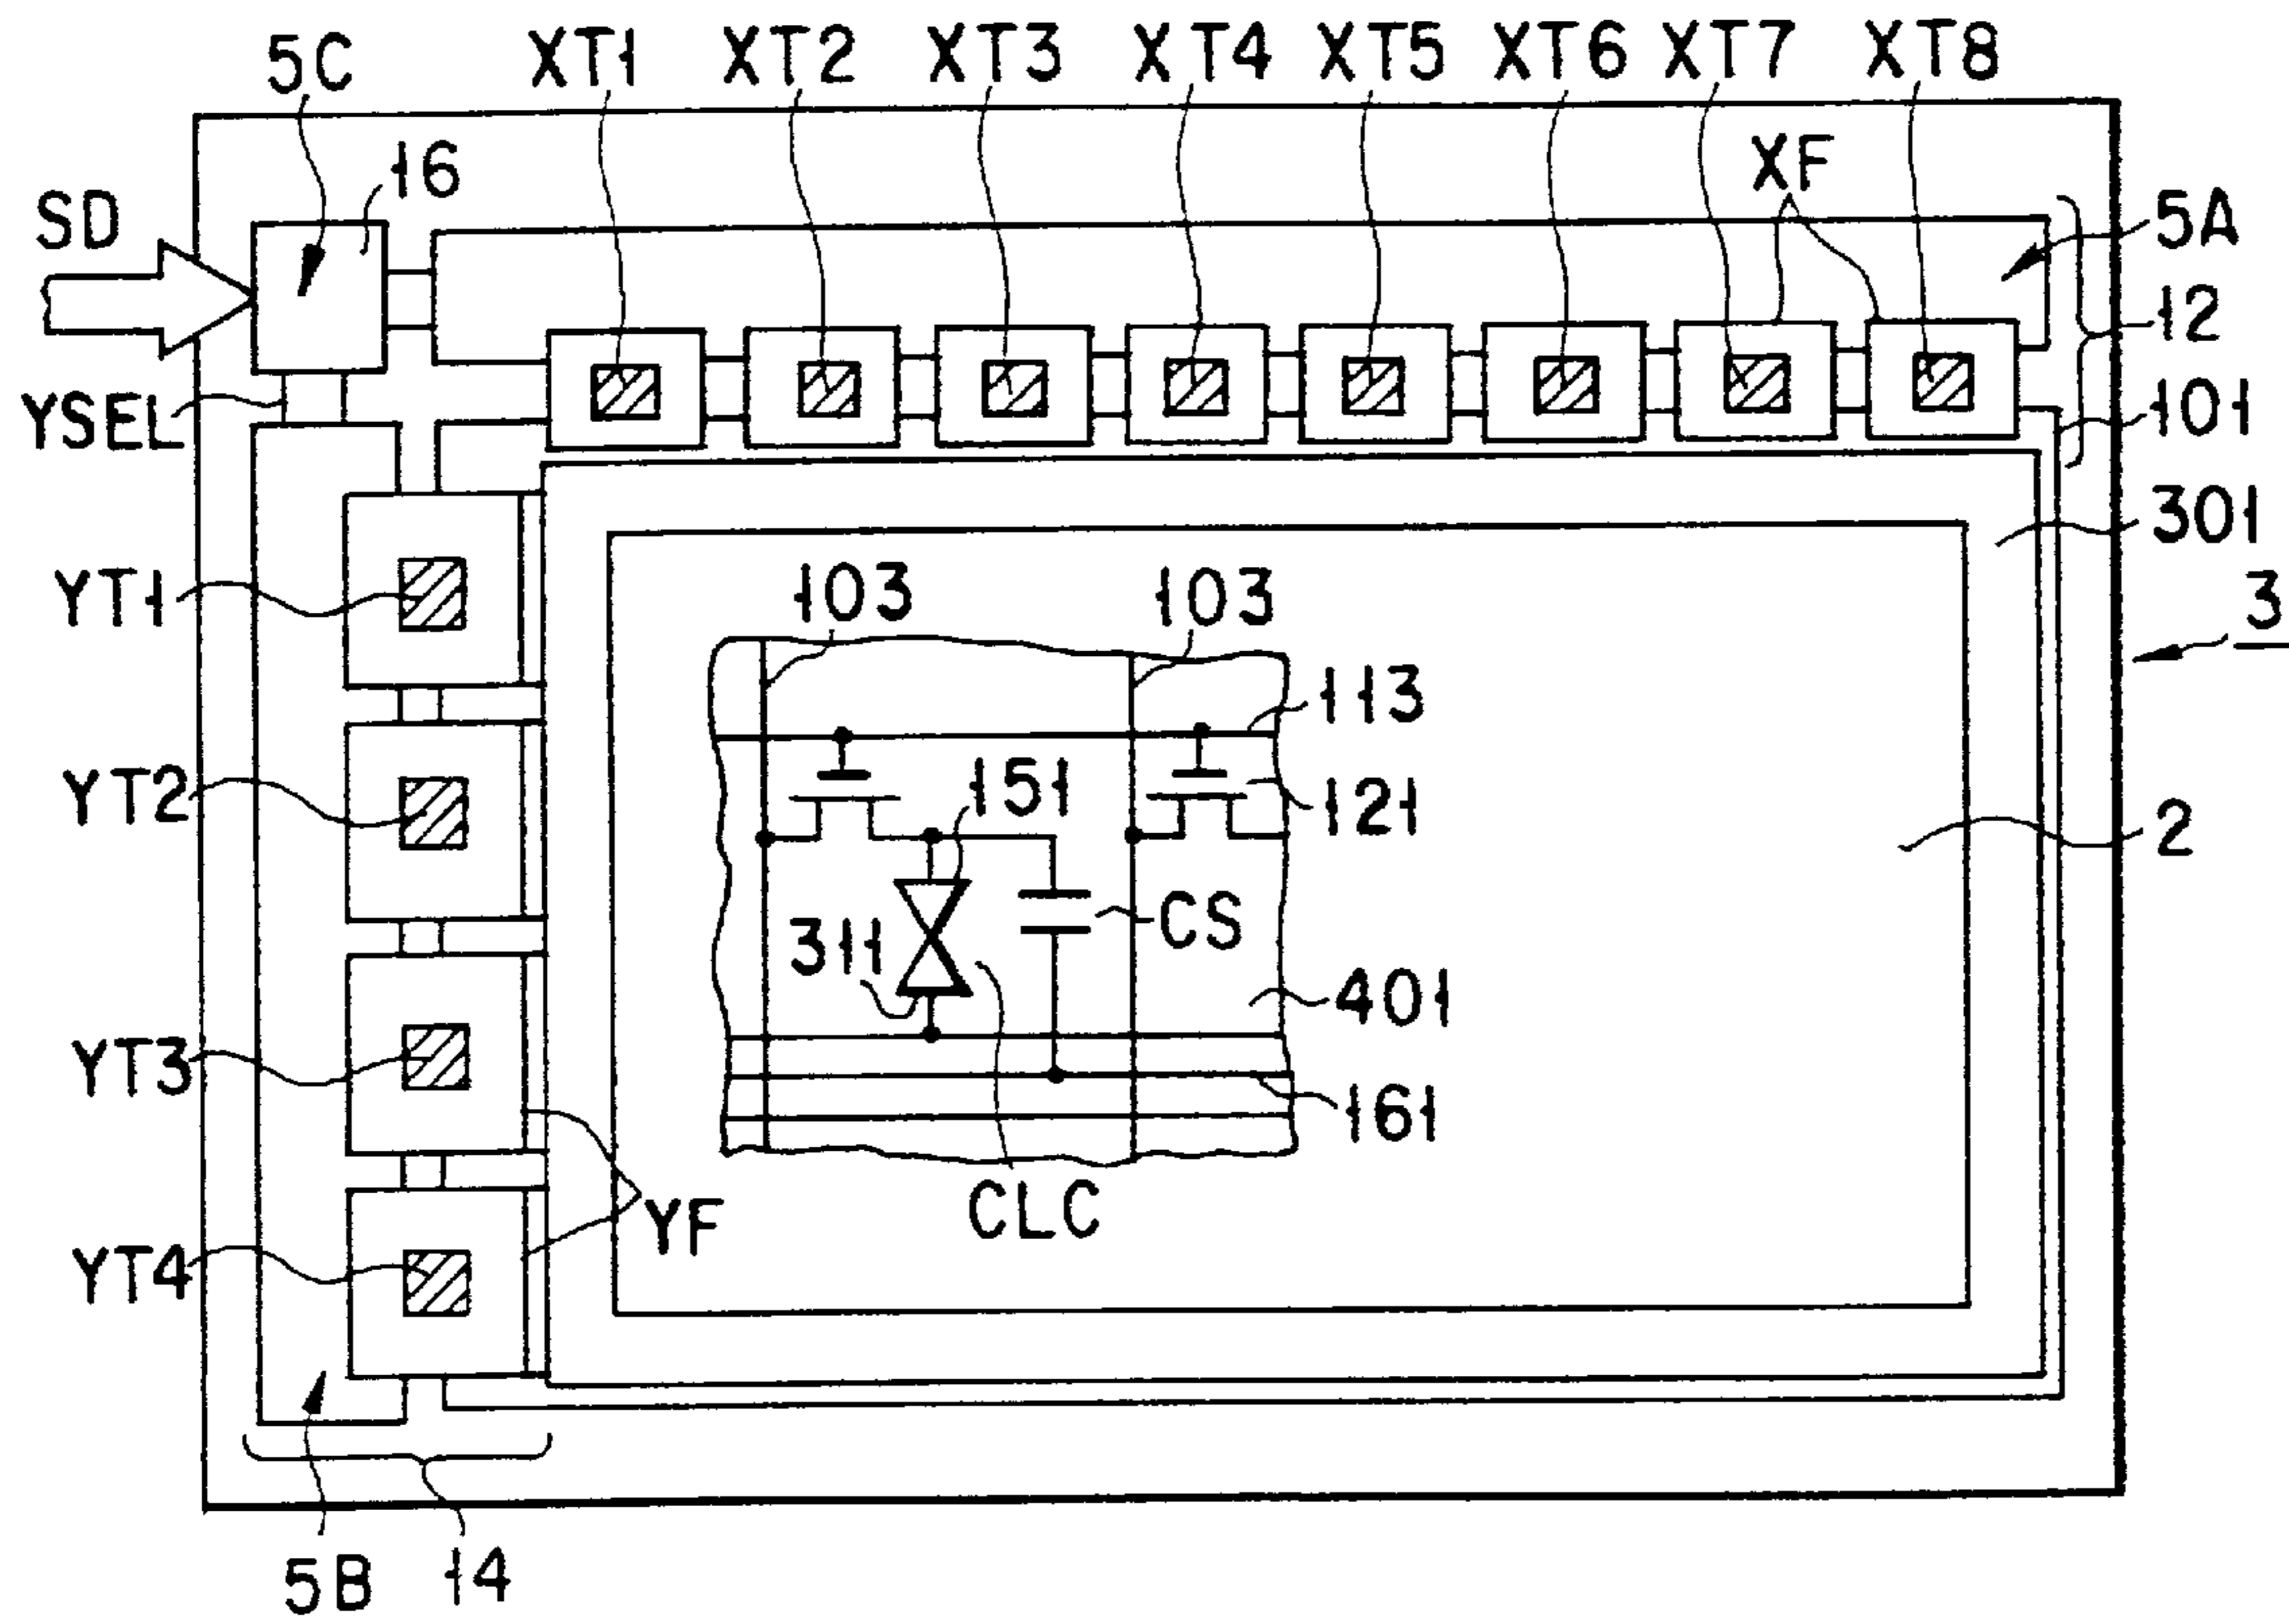 5C XT1 XT2 XT3 XT4 XT5 XT6 XT7 XT8
16 XF
SD 5A
12
YSEL 101
301
YT1 103 103 3
113
YT2 151 121 2
311 CS
401
YT3 161
YF CLC
YT4
5B 14